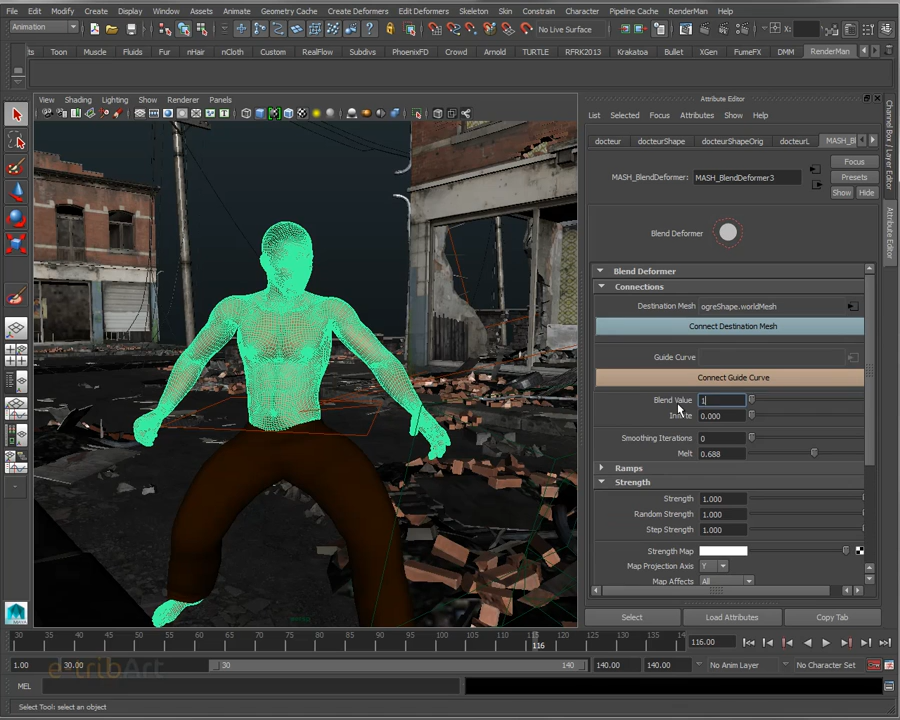 File Edit Modify Create Display Window Assets Animate Geometry Cache Create Deformers Edit Deformers Skeleton Skin Constrain Character Pipeline Cache RenderMan Help
Animation No Live Surface
Toon Muscle Fluids Fur nHair nCloth Custom RealFlow Subdivs PhoenixFD Crowd Arnold TURTLE RFRK2013 Krakatoa Bullet XGen FumeFX DMM RenderMan
View Shading Lighting Show Renderer Panels
Attribute Editor
List Selected Focus Attributes Show Help
docteur docteurShape docteurShapeOrig docteurL MASH_Bl
MASH_BlendDeformer: MASH_BlendDeformer3
Focus
Presets
Show Hide
Blend Deformer
Blend Deformer
Connections
Destination Mesh ogreShape.worldMesh
Connect Destination Mesh
Guide Curve
Connect Guide Curve
Blend Value 1
0.000
Smoothing Iterations 0
Melt 0.688
Ramps
Strength
Strength 1.000
Random Strength 1.000
Step Strength 1.000
Strength Map
Map Projection Axis Y
Map Affects All
Select Load Attributes Copy Tab
Channel Box / Layer Editor
Attribute Editor
30 35 40 45 50 55 60 65 70 75 80 85 90 95 100 105 110 115 120 125 130 135 14
116
116.00
1.00 30.00 30 140 140.00 140.00 No Anim Layer No Character Set
e-tribArt
MEL
Select Tool: select an object